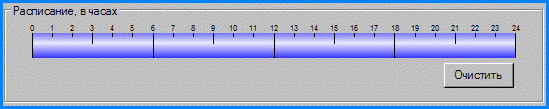 Расписание, в часах
0 1 2 3 4 5 6 7 8 9 10 11 12 13 14 15 16 17 18 19 20 21 22 23 24
Очистить